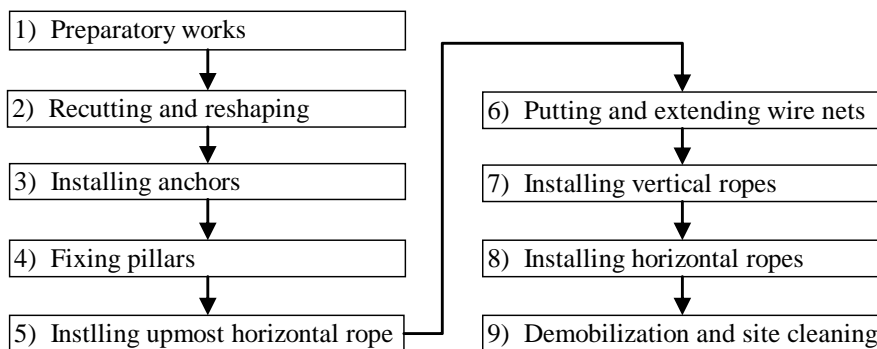 1) Preparatory works
2) Recutting and reshaping
3) Installing anchors
4) Fixing pillars
5) Instlling upmost horizontal rope
6) Putting and extending wire nets
7) Installing vertical ropes
8) Installing horizontal ropes
9) Demobilization and site cleaning